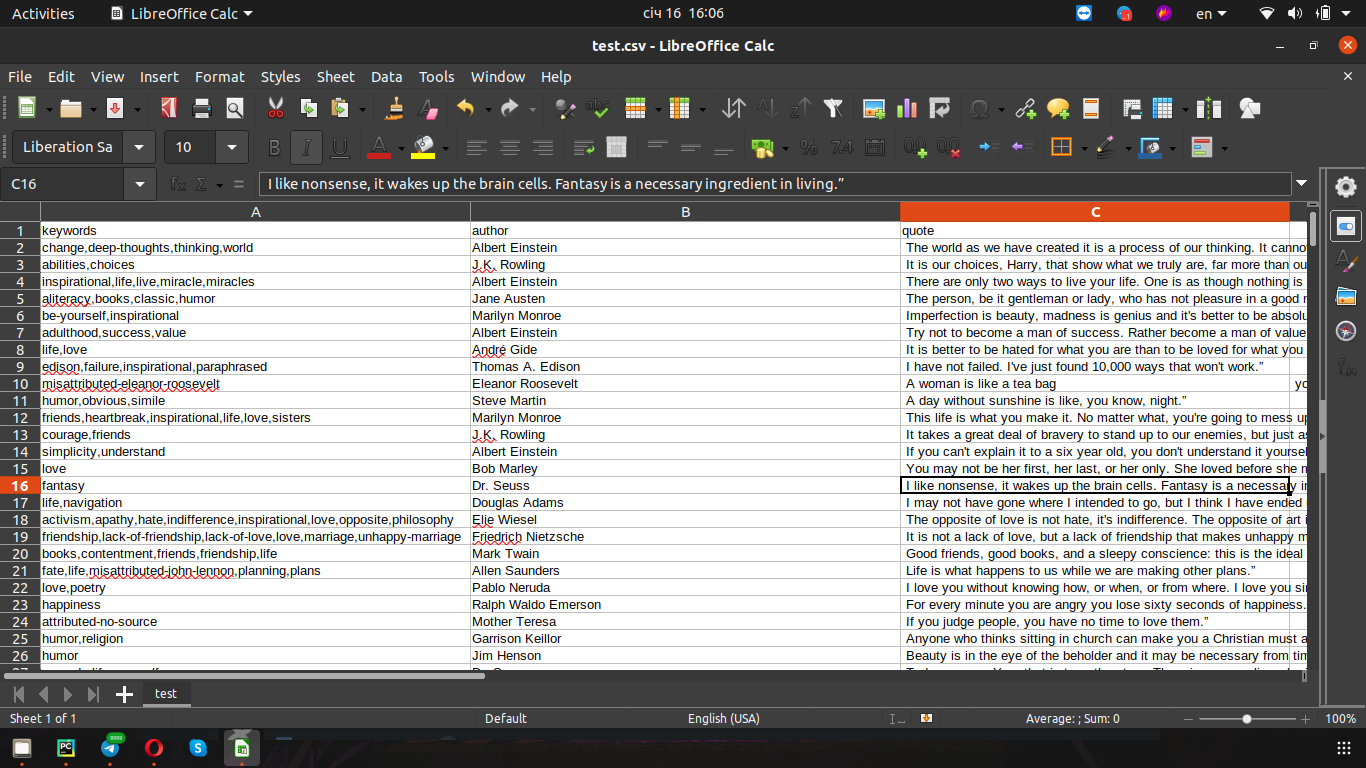 Activities LibreOffice Calc січ 16 16:06 en
test.csv - LibreOffice Calc
File Edit View Insert Format Styles Sheet Data Tools Window Help
Liberation Sa 10
C16 I like nonsense, it wakes up the brain cells. Fantasy is a necessary ingredient in living.”
A B C
1 keywords author quote
2 change,deep-thoughts,thinking,world Albert Einstein The world as we have created it is a process of our thinking. It canno
3 abilities,choices J.K. Rowling It is our choices, Harry, that show what we truly are, far more than ou
4 inspirational,life,live,miracle,miracles Albert Einstein There are only two ways to live your life. One is as though nothing is
5 aliteracy,books,classic,humor Jane Austen The person, be it gentleman or lady, who has not pleasure in a good
6 be-yourself,inspirational Marilyn Monroe Imperfection is beauty, madness is genius and it's better to be absolu
7 adulthood,success,value Albert Einstein Try not to become a man of success. Rather become a man of value
8 life,love André Gide It is better to be hated for what you are than to be loved for what you
9 edison,failure,inspirational,paraphrased Thomas A. Edison I have not failed. I've just found 10,000 ways that won't work.”
10 misattributed-eleanor-roosevelt Eleanor Roosevelt A woman is like a tea bag yo
11 humor,obvious,simile Steve Martin A day without sunshine is like, you know, night.”
12 friends,heartbreak,inspirational,life,love,sisters Marilyn Monroe This life is what you make it. No matter what, you're going to mess up
13 courage,friends J.K. Rowling It takes a great deal of bravery to stand up to our enemies, but just as
14 simplicity,understand Albert Einstein If you can't explain it to a six year old, you don't understand it yoursel
15 love Bob Marley You may not be her first, her last, or her only. She loved before she
16 fantasy Dr. Seuss I like nonsense, it wakes up the brain cells. Fantasy is a necessary in
17 life,navigation Douglas Adams I may not have gone where I intended to go, but I think I have ended
18 activism,apathy,hate,indifference,inspirational,love,opposite,philosophy Elie Wiesel The opposite of love is not hate, it's indifference. The opposite of art i
19 friendship,lack-of-friendship,lack-of-love,love,marriage,unhappy-marriage Friedrich Nietzsche It is not a lack of love, but a lack of friendship that makes unhappy m
20 books,contentment,friends,friendship,life Mark Twain Good friends, good books, and a sleepy conscience: this is the ideal
21 fate,life,misattributed-john-lennon,planning,plans Allen Saunders Life is what happens to us while we are making other plans.”
22 love,poetry Pablo Neruda I love you without knowing how, or when, or from where. I love you si
23 happiness Ralph Waldo Emerson For every minute you are angry you lose sixty seconds of happiness.
24 attributed-no-source Mother Teresa If you judge people, you have no time to love them.”
25 humor,religion Garrison Keillor Anyone who thinks sitting in church can make you a Christian must a
26 humor Jim Henson Beauty is in the eye of the beholder and it may be necessary from tim
test
Sheet 1 of 1 Default English (USA) Average: ; Sum: 0 100%